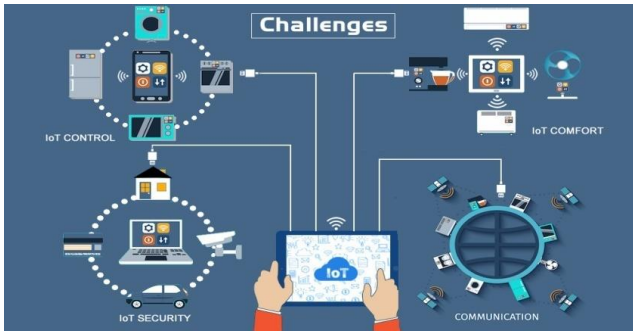 Challenges
IoT CONTROL
IoT COMFORT
IoT
IoT SECURITY
COMMUNICATION